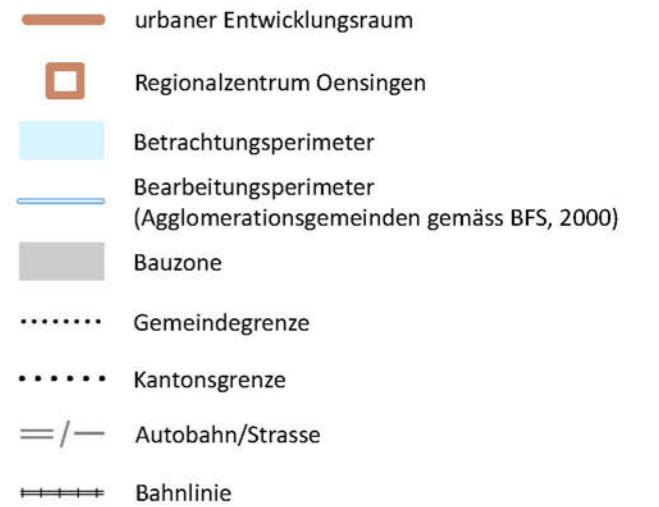 urbaner Entwicklungsraum
Regionalzentrum Oensingen
Betrachtungsperimeter
Bearbeitungsperimeter
(Agglomerationsgemeinden gemäss BFS, 2000)
Bauzone
Gemeindegrenze
Kantonsgrenze
Autobahn/Strasse
Bahnlinie